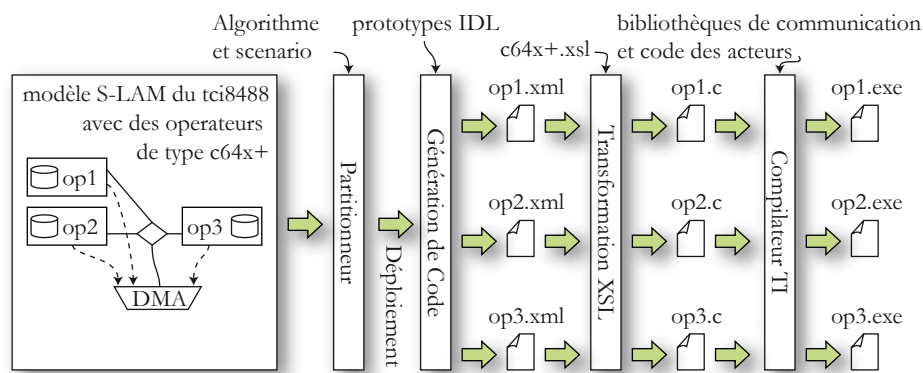 Algorithme
et scenario
prototypes IDL
c64x+.xsl
bibliothèques de communication
et code des acteurs
modèle S-LAM du tci8488
avec des operateurs
de type c64x+
op1
op2
op3
DMA
Partitionneur
Déploiement
Génération de Code
op1.xml
op2.xml
op3.xml
Transformation XSL
op1.c
op2.c
op3.c
Compilateur TI
op1.exe
op2.exe
op3.exe